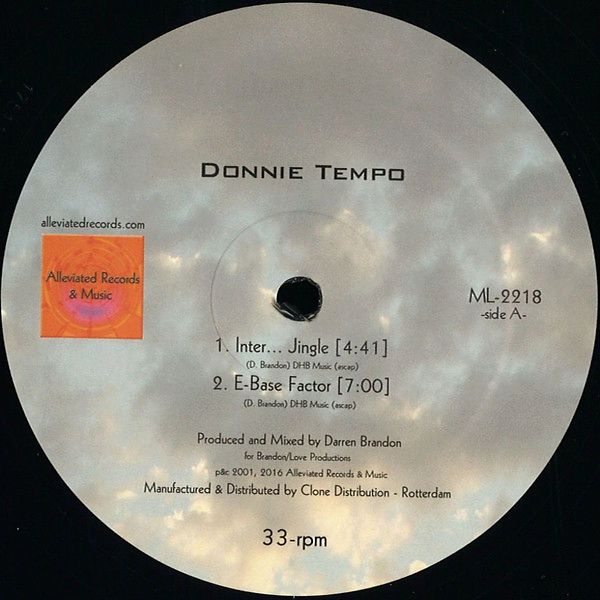 Donnie Tempo
alleviatedrecords.com
Alleviated Records
& Music
ML-2218
-side A-
1. Inter... Jingle [4:41]
(D. Brandon) DHB Music (ascap)
2. E-Base Factor [7:00]
(D. Brandon) DHB Music (ascap)
Produced and Mixed by Darren Brandon
for Brandon/Love Productions
p&c 2001, 2016 Alleviated Records & Music
Manufactured & Distributed by Clone Distribution - Rotterdam
33-rpm